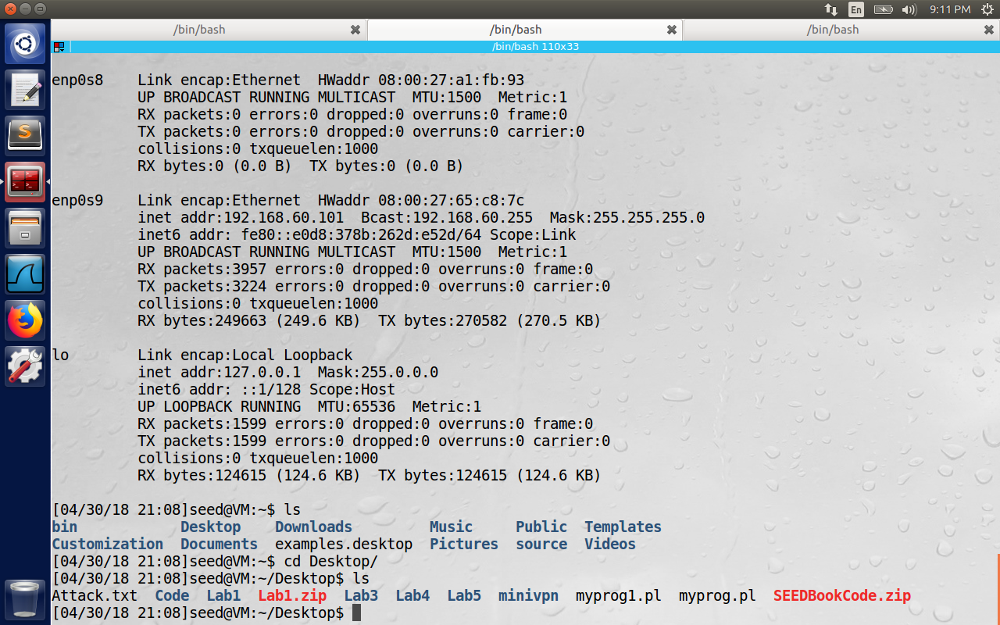 En 9:11 PM
/bin/bash /bin/bash /bin/bash
/bin/bash 110x33
enp0s8    Link encap:Ethernet  HWaddr 08:00:27:a1:fb:93
          UP BROADCAST RUNNING MULTICAST  MTU:1500  Metric:1
          RX packets:0 errors:0 dropped:0 overruns:0 frame:0
          TX packets:0 errors:0 dropped:0 overruns:0 carrier:0
          collisions:0 txqueuelen:1000
          RX bytes:0 (0.0 B)  TX bytes:0 (0.0 B)
enp0s9    Link encap:Ethernet  HWaddr 08:00:27:65:c8:7c
          inet addr:192.168.60.101  Bcast:192.168.60.255  Mask:255.255.255.0
          inet6 addr: fe80::e0d8:378b:262d:e52d/64 Scope:Link
          UP BROADCAST RUNNING MULTICAST  MTU:1500  Metric:1
          RX packets:3957 errors:0 dropped:0 overruns:0 frame:0
          TX packets:3224 errors:0 dropped:0 overruns:0 carrier:0
          collisions:0 txqueuelen:1000
          RX bytes:249663 (249.6 KB)  TX bytes:270582 (270.5 KB)
lo        Link encap:Local Loopback
          inet addr:127.0.0.1  Mask:255.0.0.0
          inet6 addr: ::1/128 Scope:Host
          UP LOOPBACK RUNNING  MTU:65536  Metric:1
          RX packets:1599 errors:0 dropped:0 overruns:0 frame:0
          TX packets:1599 errors:0 dropped:0 overruns:0 carrier:0
          collisions:0 txqueuelen:1000
          RX bytes:124615 (124.6 KB)  TX bytes:124615 (124.6 KB)
[04/30/18 21:08]seed@VM:~$ ls
bin            Desktop    Downloads         Music     Public  Templates
Customization  Documents  examples.desktop  Pictures  source  Videos
[04/30/18 21:08]seed@VM:~$ cd Desktop/
[04/30/18 21:08]seed@VM:~/Desktop$ ls
Attack.txt  Code  Lab1  Lab1.zip  Lab3  Lab4  Lab5  minivpn  myprog1.pl  myprog.pl  SEEDBookCode.zip
[04/30/18 21:08]seed@VM:~/Desktop$